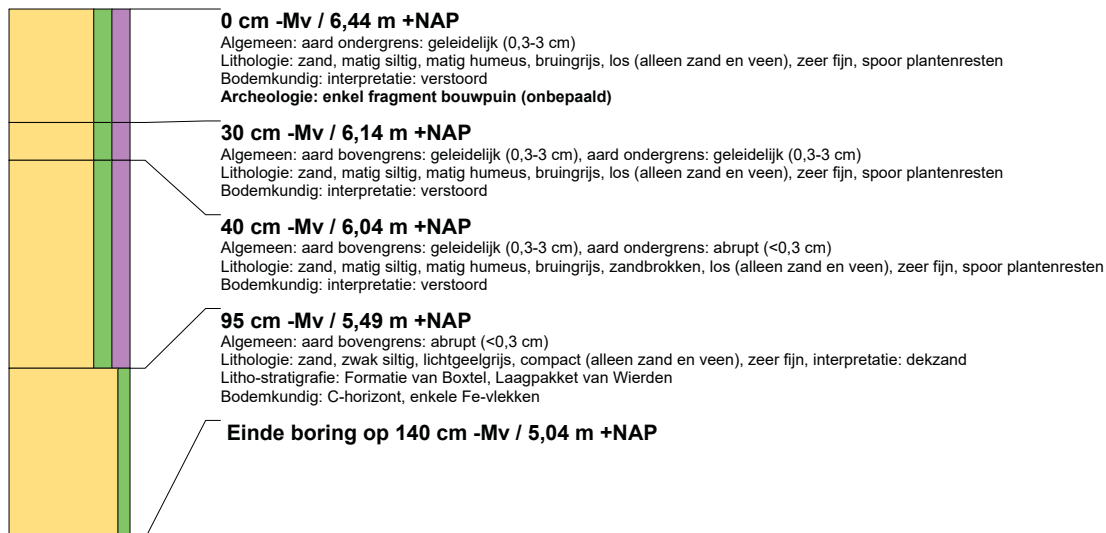 0 cm -Mv / 6,44 m +NAP
Algemeen: aard ondergrens: geleidelijk (0,3-3 cm)
Lithologie: zand, matig siltig, matig humeus, bruingrijs, los (alleen zand en veen), zeer fijn, spoor plantenresten
Bodemkundig: interpretatie: verstoord
Archeologie: enkel fragment bouwpuin (onbepaald)
30 cm -Mv / 6,14 m +NAP
Algemeen: aard bovengrens: geleidelijk (0,3-3 cm), aard ondergrens: geleidelijk (0,3-3 cm)
Lithologie: zand, matig siltig, matig humeus, bruingrijs, los (alleen zand en veen), zeer fijn, spoor plantenresten
Bodemkundig: interpretatie: verstoord
40 cm -Mv / 6,04 m +NAP
Algemeen: aard bovengrens: geleidelijk (0,3-3 cm), aard ondergrens: abrupt (<0,3 cm)
Lithologie: zand, matig siltig, matig humeus, bruingrijs, zandbrokken, los (alleen zand en veen), zeer fijn, spoor plantenresten
Bodemkundig: interpretatie: verstoord
95 cm -Mv / 5,49 m +NAP
Algemeen: aard bovengrens: abrupt (<0,3 cm)
Lithologie: zand, zwak siltig, lichtgeelgrijs, compact (alleen zand en veen), zeer fijn, interpretatie: dekzand
Litho-stratigrafie: Formatie van Boxtel, Laagpakket van Wierden
Bodemkundig: C-horizont, enkele Fe-vlekken
Einde boring op 140 cm -Mv / 5,04 m +NAP